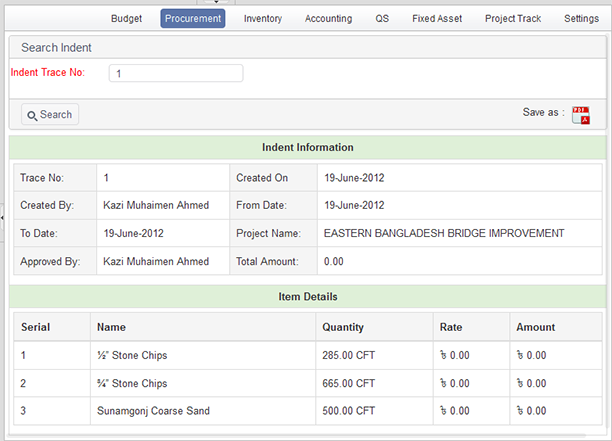 Budget Procurement Inventory Accounting QS Fixed Asset Project Track Settings
Search Indent
Indent Trace No: 1
Search Save as : PDF
Indent Information
Trace No: 1 Created On 19-June-2012
Created By: Kazi Muhaimen Ahmed From Date: 19-June-2012
To Date: 19-June-2012 Project Name: EASTERN BANGLADESH BRIDGE IMPROVEMENT
Approved By: Kazi Muhaimen Ahmed Total Amount: 0.00
Item Details
Serial Name Quantity Rate Amount
1 ½" Stone Chips 285.00 CFT ৳ 0.00 ৳ 0.00
2 ¾" Stone Chips 665.00 CFT ৳ 0.00 ৳ 0.00
3 Sunamgonj Coarse Sand 500.00 CFT ৳ 0.00 ৳ 0.00